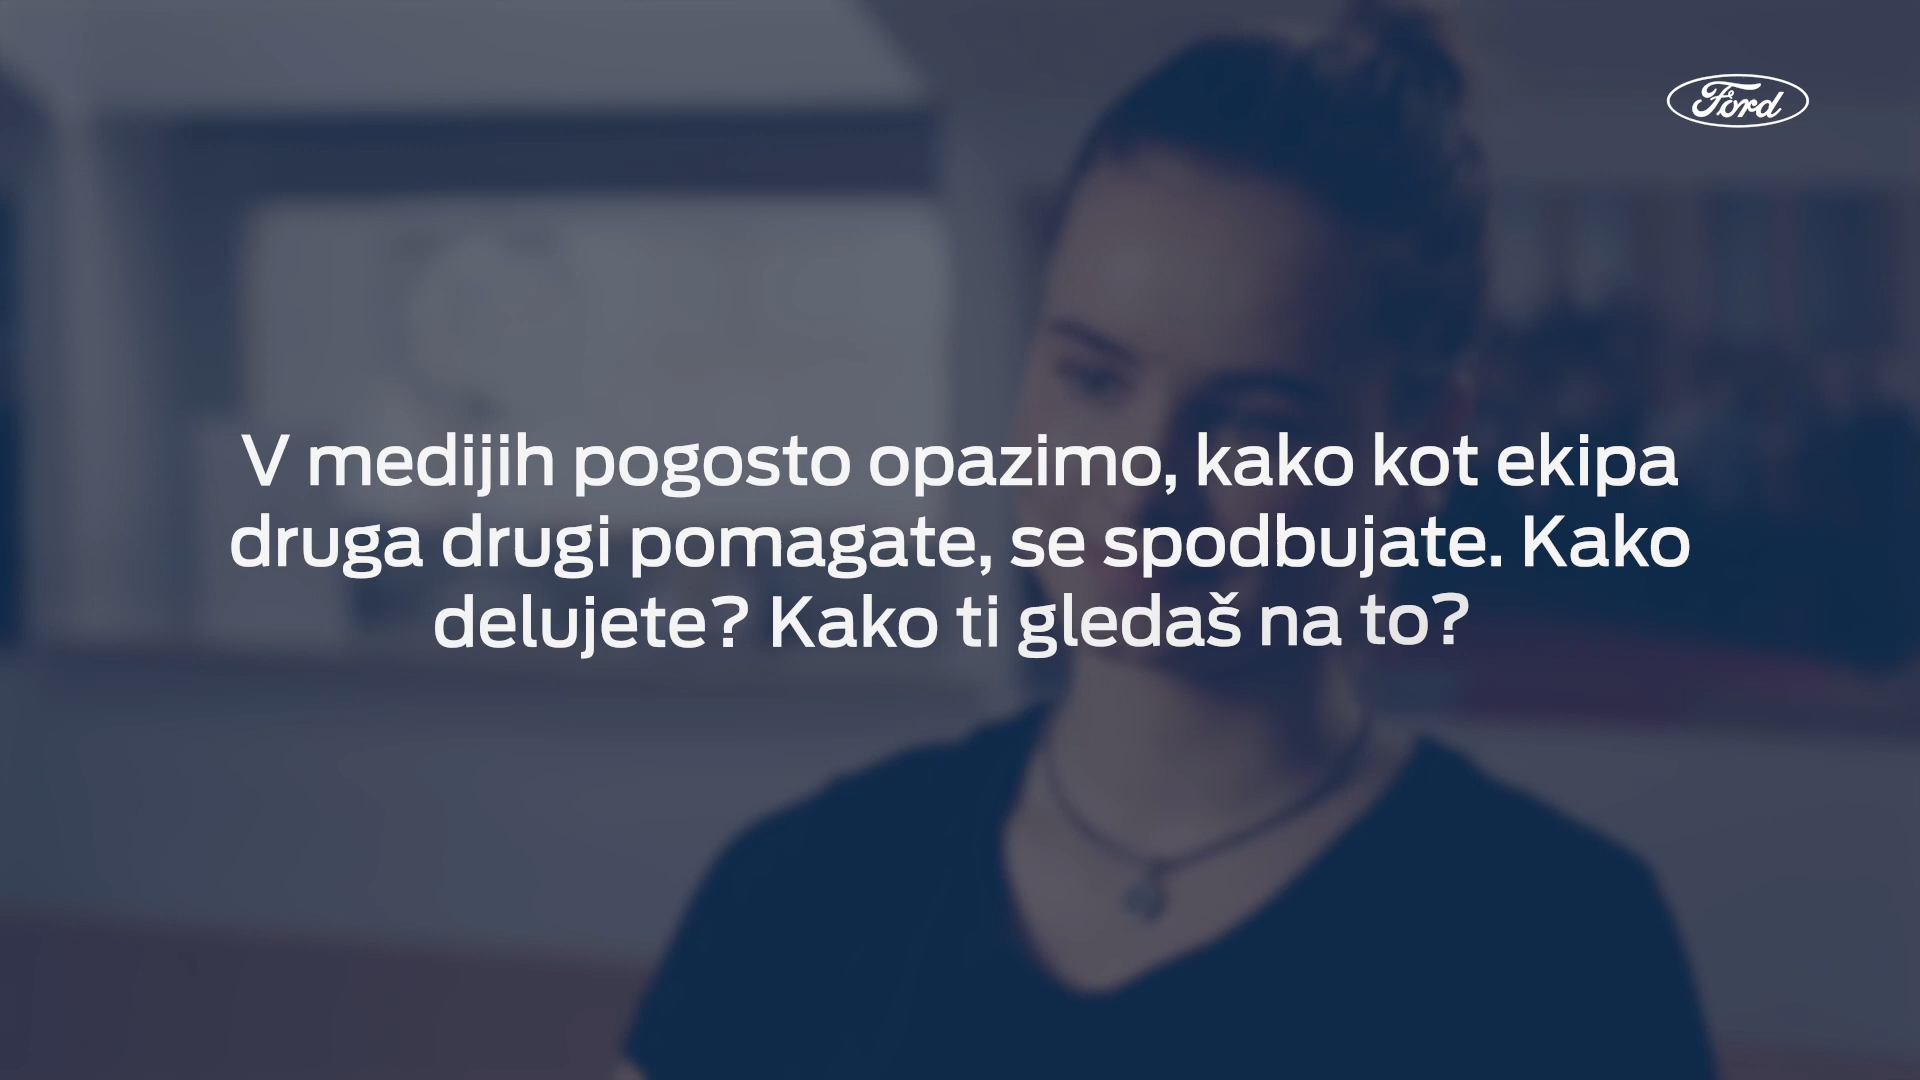 Ford
V medijih pogosto opazimo, kako kot ekipa
druga drugi pomagate, se spodbujate. Kako
delujete? Kako ti gledaš na to?